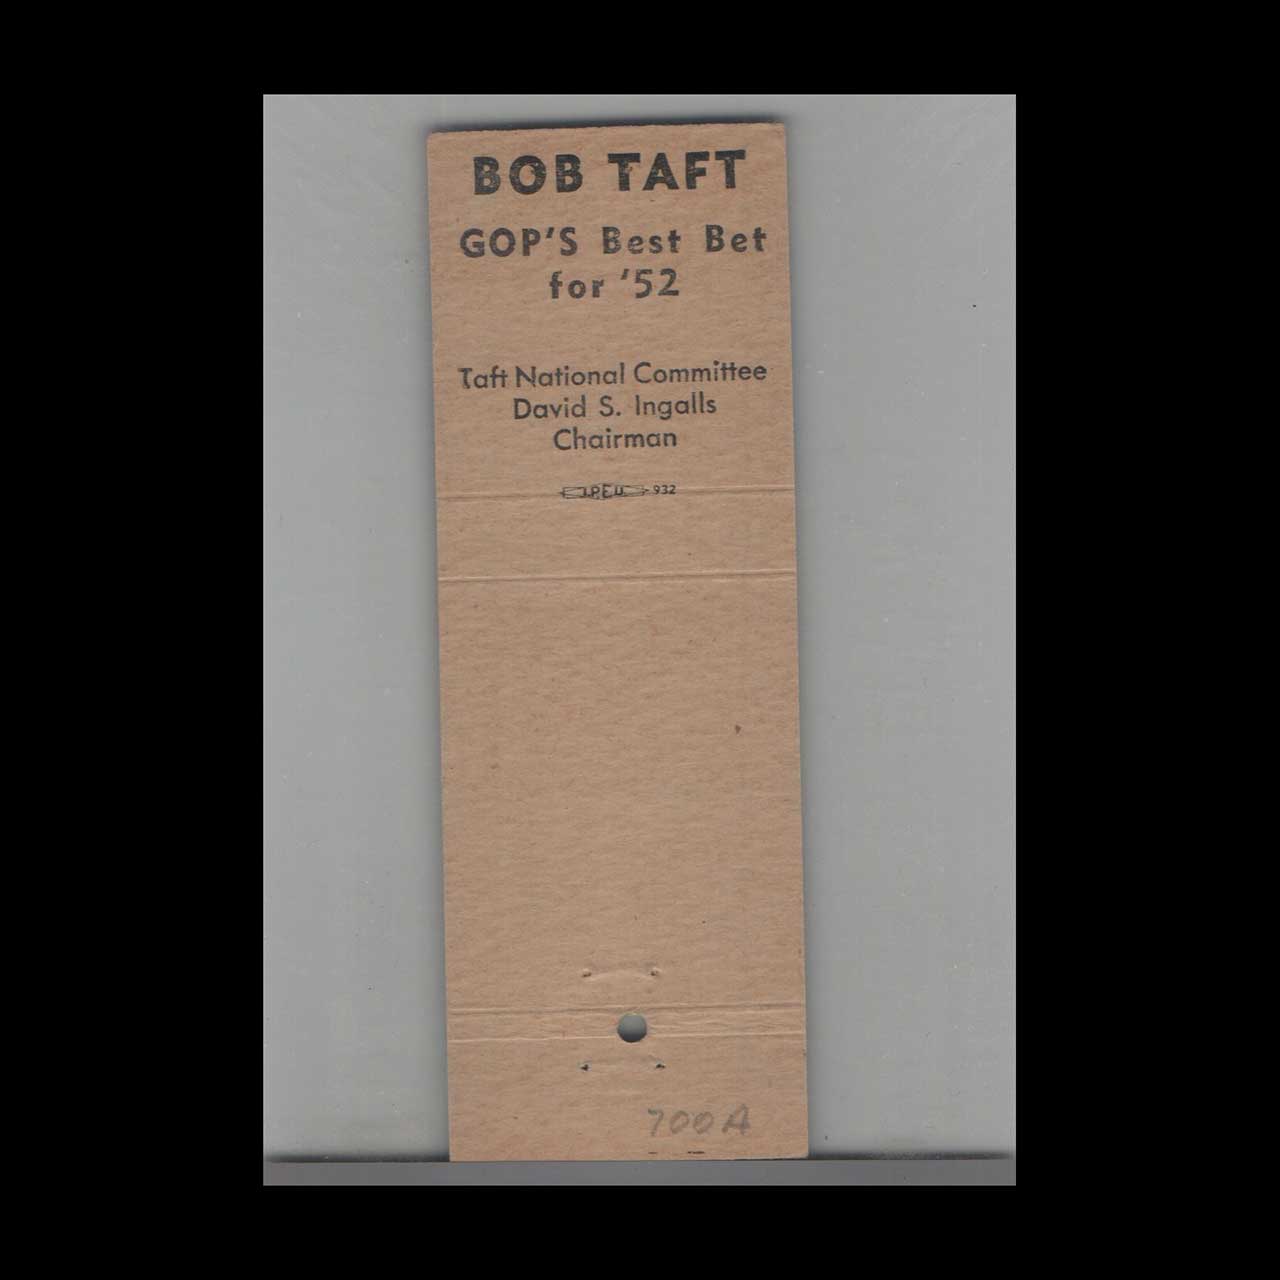 BOB TAFT
GOP'S Best Bet
for '52
Taft National Committee
David S. Ingalls
Chairman
I.P.E.U. 932
700A